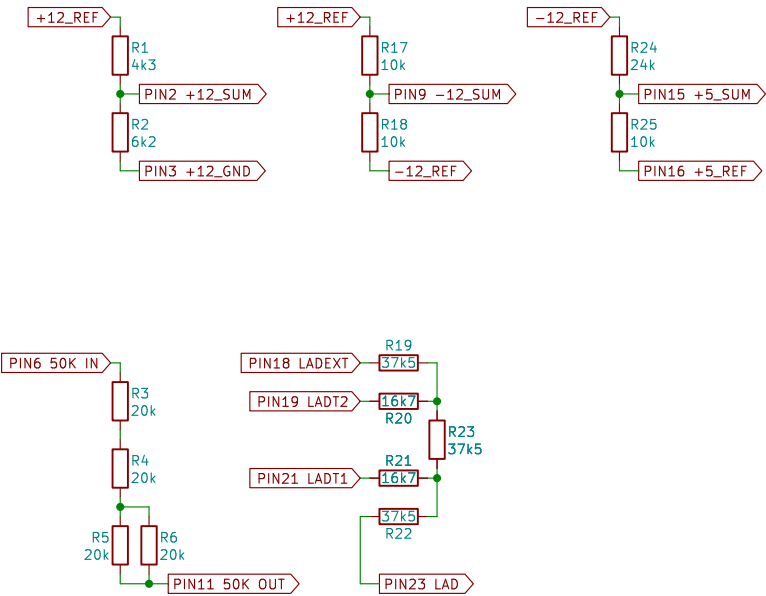 +12_REF
R1
4k3
PIN2 +12_SUM
R2
6k2
PIN3 +12_GND
+12_REF
R17
10k
PIN9 -12_SUM
R18
10k
-12_REF
-12_REF
R24
24k
PIN15 +5_SUM
R25
10k
PIN16 +5_REF
PIN6 50K IN
R3
20k
R4
20k
R5
20k
R6
20k
PIN11 50K OUT
PIN18 LADEXT
R19
37k5
PIN19 LADT2
16k7
R20
R23
37k5
PIN21 LADT1
R21
16k7
37k5
R22
PIN23 LAD